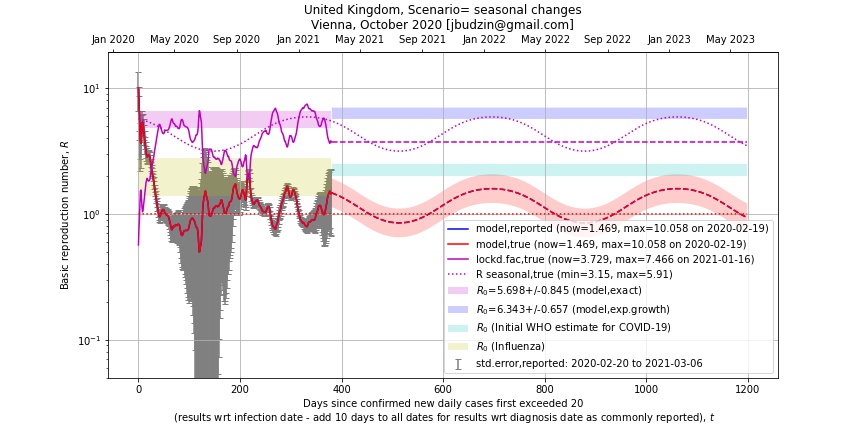 United Kingdom, Scenario= seasonal changes
Vienna, October 2020 [jbudzin@gmail.com]
Jan 2020 May 2020 Sep 2020 Jan 2021 May 2021 Sep 2021 Jan 2022 May 2022 Sep 2022 Jan 2023 May 2023
Basic reproduction number, R
10¹
10⁰
10⁻¹
model,reported (now=1.469, max=10.058 on 2020-02-19)
model,true (now=1.469, max=10.058 on 2020-02-19)
lockd.fac,true (now=3.729, max=7.466 on 2021-01-16)
R seasonal,true (min=3.15, max=5.91)
R₀=5.698+/-0.845 (model,exact)
R₀=6.343+/-0.657 (model,exp.growth)
R₀ (Initial WHO estimate for COVID-19)
R₀ (Influenza)
std.error,reported: 2020-02-20 to 2021-03-06
0 200 400 600 800 1000 1200
Days since confirmed new daily cases first exceeded 20
(results wrt infection date - add 10 days to all dates for results wrt diagnosis date as commonly reported), t